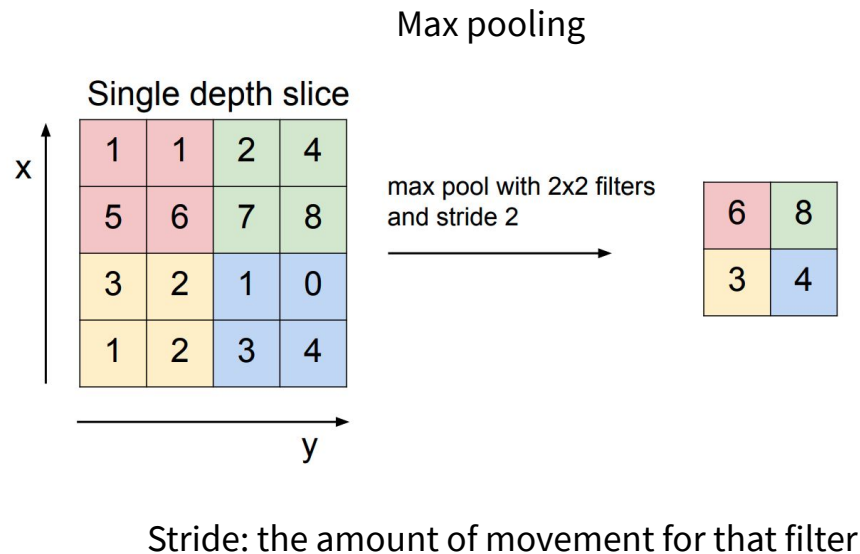 Max pooling
Single depth slice
x
1 1 2 4
5 6 7 8
3 2 1 0
1 2 3 4
y
max pool with 2x2 filters
and stride 2
6 8
3 4
Stride: the amount of movement for that filter